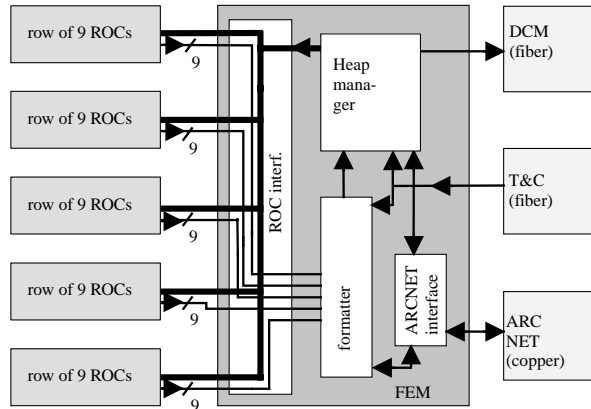 row of 9 ROCs
9
row of 9 ROCs
9
row of 9 ROCs
9
row of 9 ROCs
9
row of 9 ROCs
9
ROC interf.
Heap
mana-
ger
formatter
ARCNET
interface
FEM
DCM
(fiber)
T&C
(fiber)
ARC
NET
(copper)